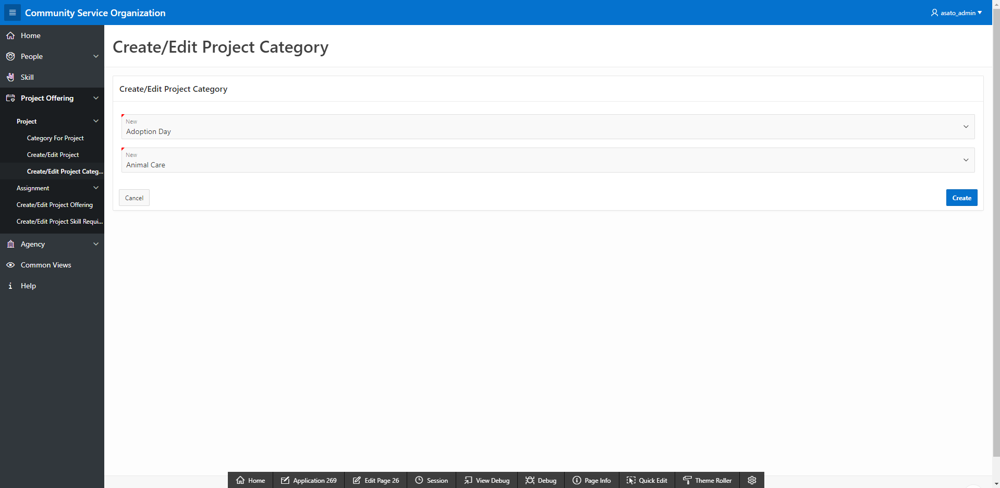 Community Service Organization
asato_admin
Home
People
Skill
Project Offering
Project
Category For Project
Create/Edit Project
Create/Edit Project Categ...
Assignment
Create/Edit Project Offering
Create/Edit Project Skill Requi...
Agency
Common Views
Help
Create/Edit Project Category
Create/Edit Project Category
New
Adoption Day
New
Animal Care
Cancel
Create
Home
Application 269
Edit Page 26
Session
View Debug
Debug
Page Info
Quick Edit
Theme Roller